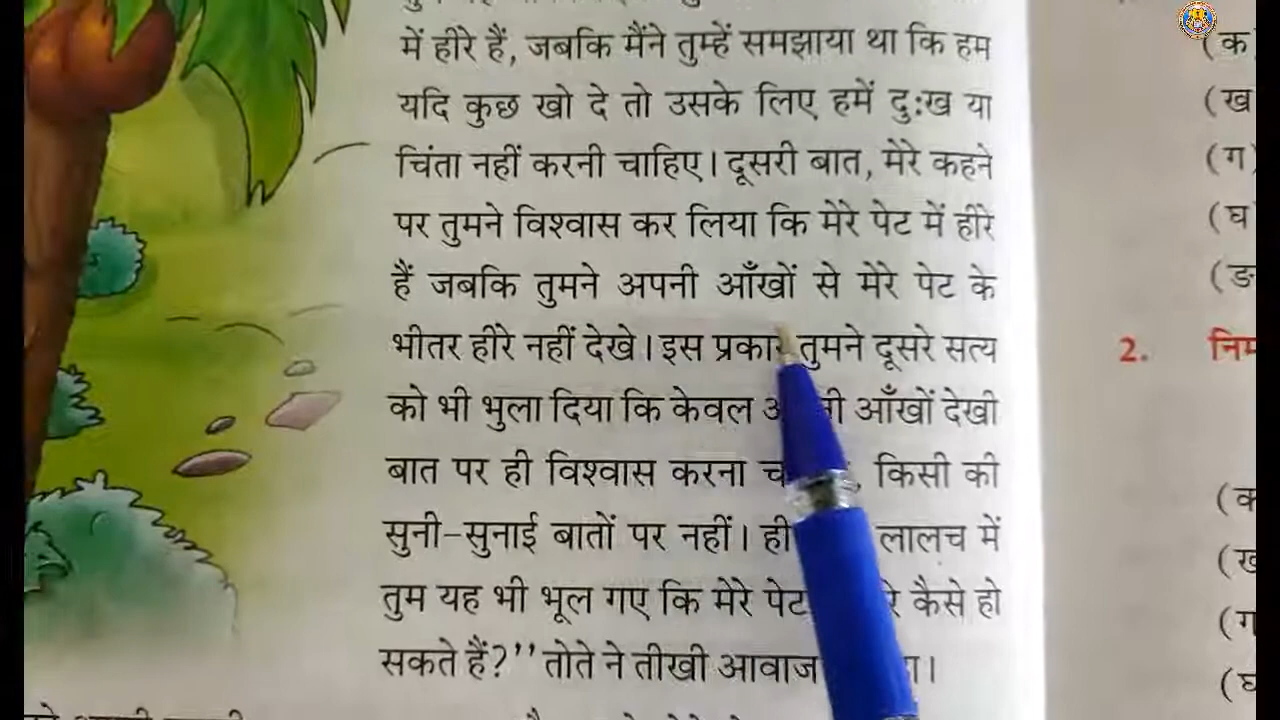 में हीरे हैं, जबकि मैंने तुम्हें समझाया था कि हम
यदि कुछ खो दे तो उसके लिए हमें दुःख या
चिंता नहीं करनी चाहिए। दूसरी बात, मेरे कहने
पर तुमने विश्वास कर लिया कि मेरे पेट में हीरे
हैं जबकि तुमने अपनी आँखों से मेरे पेट के
भीतर हीरे नहीं देखे। इस प्रकार तुमने दूसरे सत्य
को भी भुला दिया कि केवल आँखों देखी
बात पर ही विश्वास करना किसी की
सुनी-सुनाई बातों पर नहीं। लालच में
तुम यह भी भूल गए कि मेरे पेट कैसे हो
सकते हैं?’’ तोते ने तीखी आवाज
(क
(ख
(ग)
(घ
(ङ
2.
(क
(ख
(ग
(घ